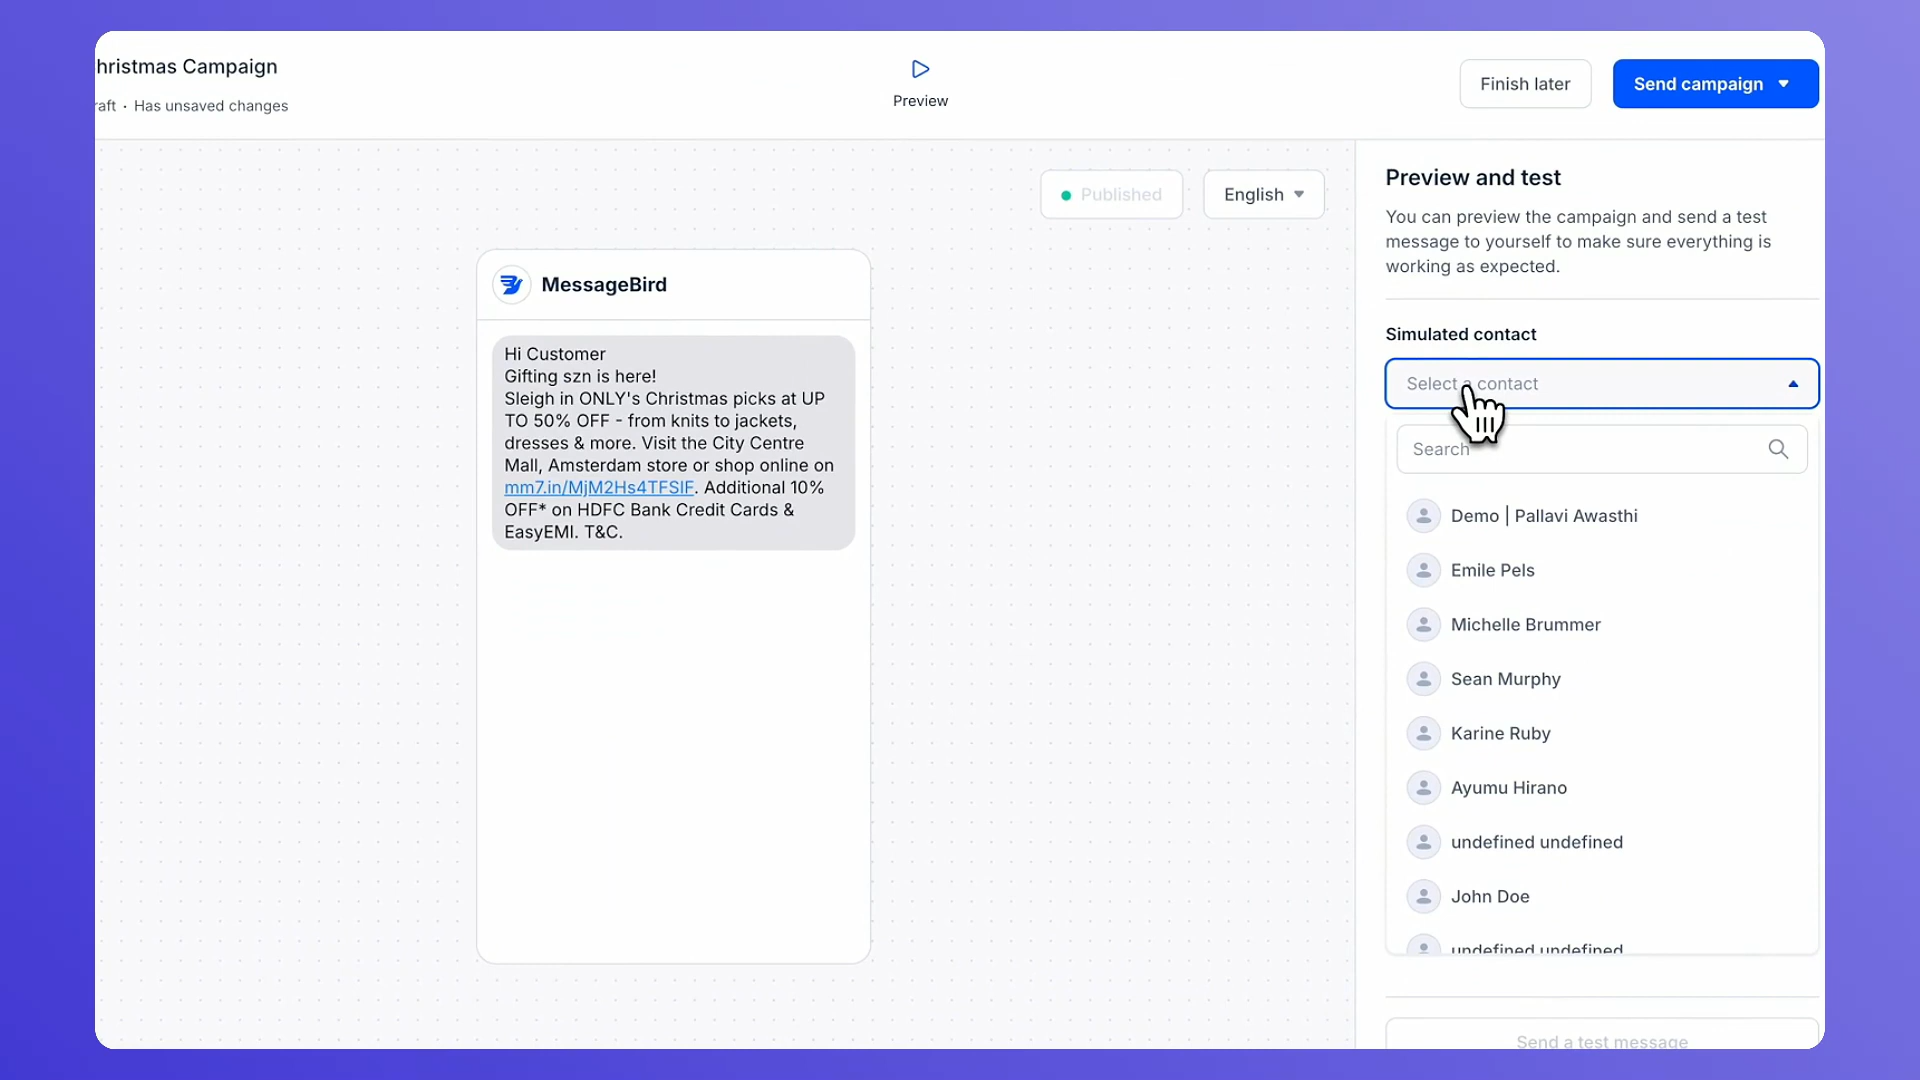 hristmas Campaign
raft • Has unsaved changes
Preview
Finish later
Send campaign
Published
English
MessageBird
Hi Customer
Gifting szn is here!
Sleigh in ONLY's Christmas picks at UP
TO 50% OFF - from knits to jackets,
dresses & more. Visit the City Centre
Mall, Amsterdam store or shop online on
mm7.in/MjM2Hs4TFSIF. Additional 10%
OFF* on HDFC Bank Credit Cards &
EasyEMI. T&C.
Preview and test
You can preview the campaign and send a test
message to yourself to make sure everything is
working as expected.
Simulated contact
Select a contact
Search
Demo | Pallavi Awasthi
Emile Pels
Michelle Brummer
Sean Murphy
Karine Ruby
Ayumu Hirano
undefined undefined
John Doe
undefined undefined
Send a test message